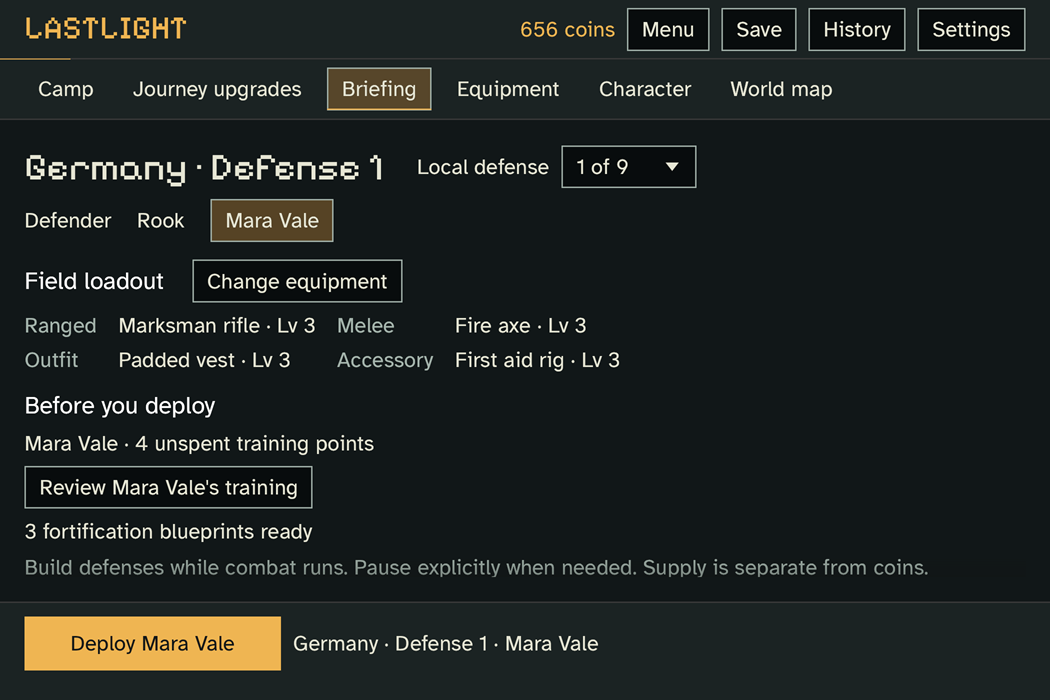 LASTLIGHT 656 coins Menu Save History Settings
Camp Journey upgrades Briefing Equipment Character World map
Germany · Defense 1 Local defense 1 of 9
Defender Rook Mara Vale
Field loadout Change equipment
Ranged Marksman rifle · Lv 3 Melee Fire axe · Lv 3
Outfit Padded vest · Lv 3 Accessory First aid rig · Lv 3
Before you deploy
Mara Vale · 4 unspent training points
Review Mara Vale's training
3 fortification blueprints ready
Build defenses while combat runs. Pause explicitly when needed. Supply is separate from coins.
Deploy Mara Vale Germany · Defense 1 · Mara Vale